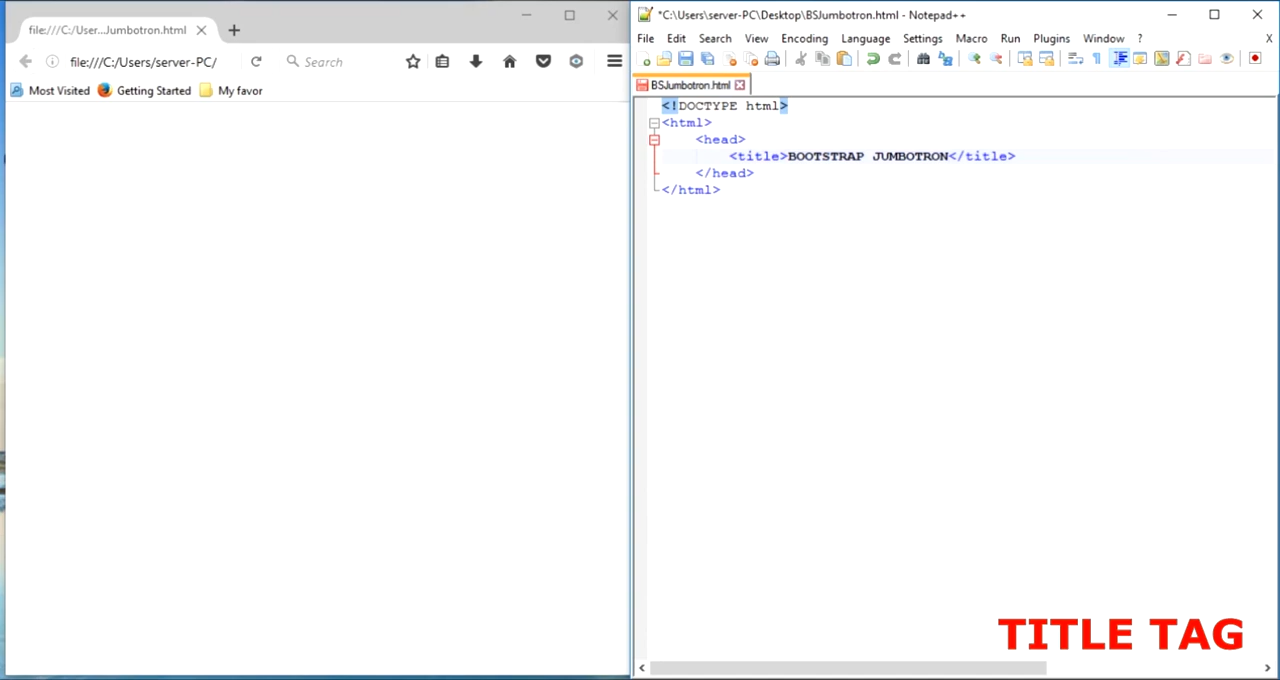 file:///C:/User...Jumbotron.html
file:///C:/Users/server-PC/
Search
Most Visited
Getting Started
My favor
*C:\Users\server-PC\Desktop\BSJumbotron.html - Notepad++
File Edit Search View Encoding Language Settings Macro Run Plugins Window ?
X
BSJumbotron.html
<!DOCTYPE html>
<html>
<head>
<title>BOOTSTRAP JUMBOTRON</title>
</head>
</html>
TITLE TAG